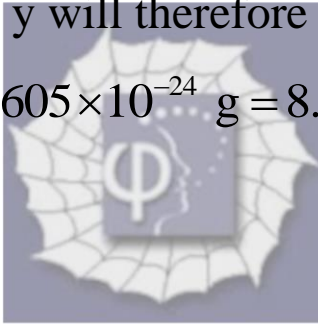 y will therefore
605×10⁻²⁴ g = 8.
φ